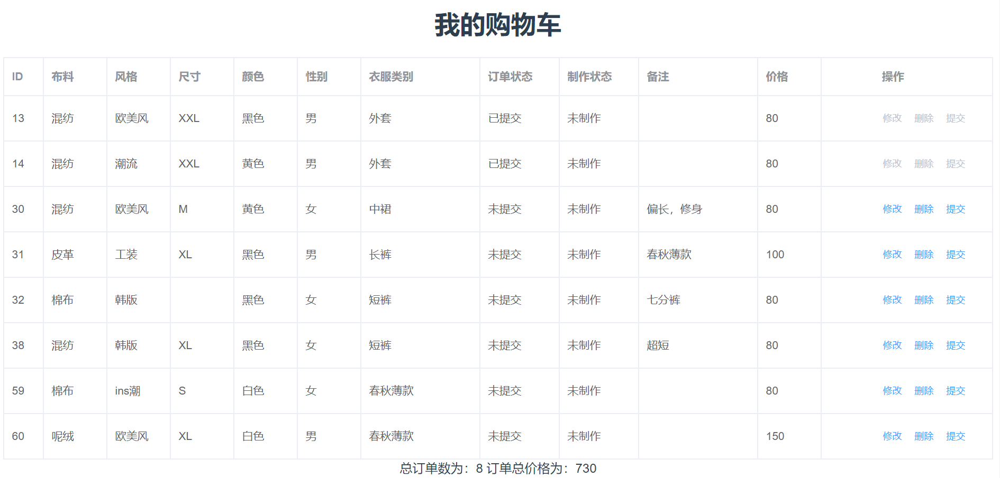 我的购物车
ID 布料 风格 尺寸 颜色 性别 衣服类别 订单状态 制作状态 备注 价格 操作
13 混纺 欧美风 XXL 黑色 男 外套 已提交 未制作 80 修改 删除 提交
14 混纺 潮流 XXL 黄色 男 外套 已提交 未制作 80 修改 删除 提交
30 混纺 欧美风 M 黄色 女 中裙 未提交 未制作 偏长，修身 80 修改 删除 提交
31 皮革 工装 XL 黑色 男 长裤 未提交 未制作 春秋薄款 100 修改 删除 提交
32 棉布 韩版 黑色 女 短裤 未提交 未制作 七分裤 80 修改 删除 提交
38 混纺 韩版 XL 黑色 女 短裤 未提交 未制作 超短 80 修改 删除 提交
59 棉布 ins潮 S 白色 女 春秋薄款 未提交 未制作 80 修改 删除 提交
60 呢绒 欧美风 XL 白色 男 春秋薄款 未提交 未制作 150 修改 删除 提交
总订单数为：8 订单总价格为：730